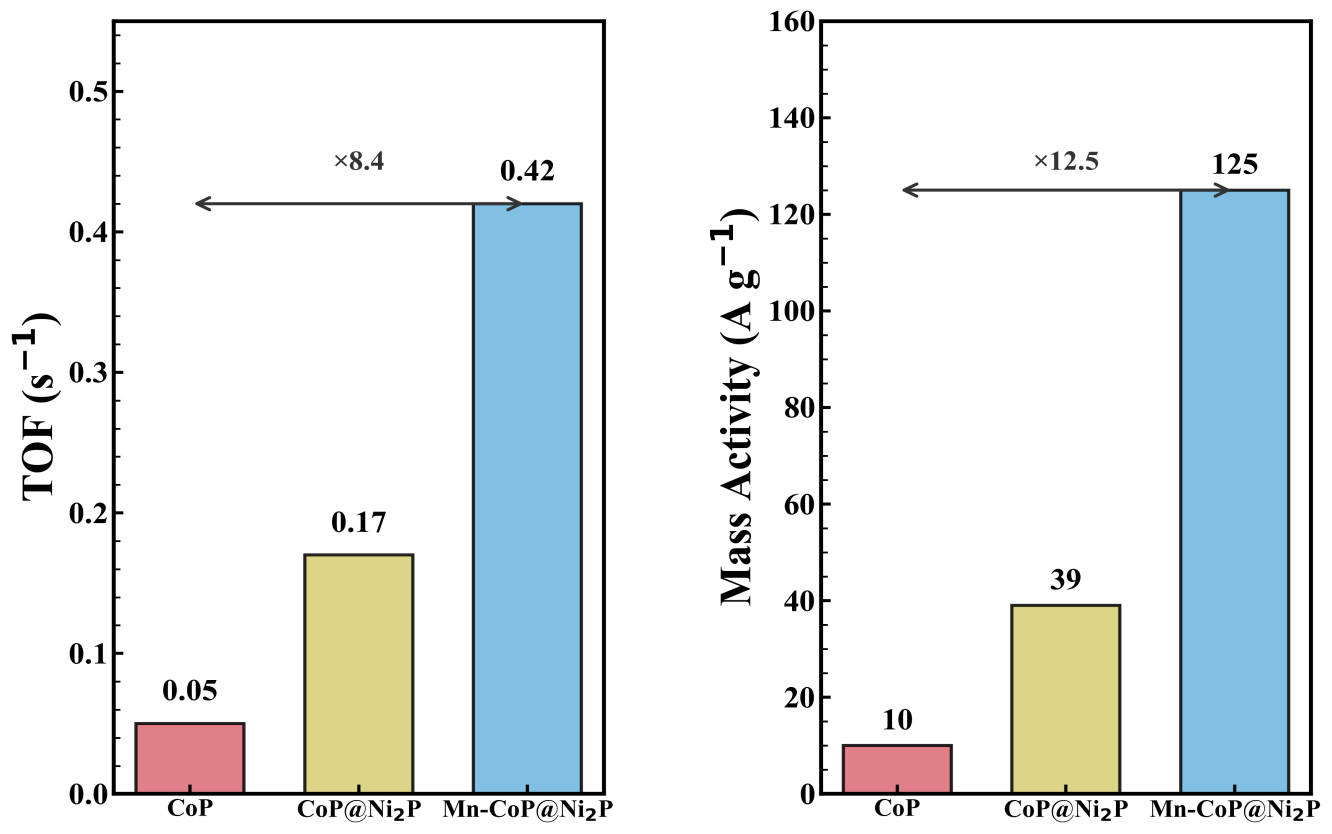 TOF (s⁻¹)
0.5
0.4
0.3
0.2
0.1
0.0
×8.4
0.05
0.17
0.42
CoP
CoP@Ni₂P
Mn-CoP@Ni₂P
Mass Activity (A g⁻¹)
160
140
120
100
80
60
40
20
0
×12.5
10
39
125
CoP
CoP@Ni₂P
Mn-CoP@Ni₂P